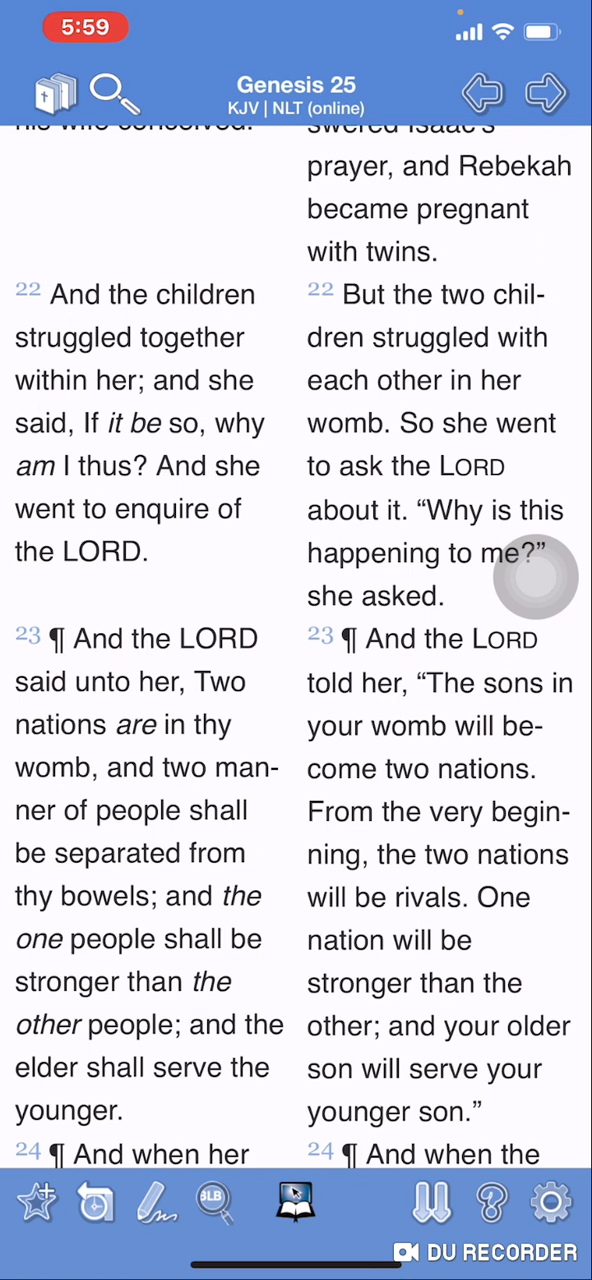 5:59
Genesis 25
KJV | NLT (online)
his wife conceived.
swered Isaac's
prayer, and Rebekah
became pregnant
with twins.
22 And the children
struggled together
within her; and she
said, If it be so, why
am I thus? And she
went to enquire of
the LORD.
23 ¶ And the LORD
said unto her, Two
nations are in thy
womb, and two man-
ner of people shall
be separated from
thy bowels; and the
one people shall be
stronger than the
other people; and the
elder shall serve the
younger.
24 ¶ And when her
22 But the two chil-
dren struggled with
each other in her
womb. So she went
to ask the LORD
about it. “Why is this
happening to me?”
she asked.
23 ¶ And the LORD
told her, “The sons in
your womb will be-
come two nations.
From the very begin-
ning, the two nations
will be rivals. One
nation will be
stronger than the
other; and your older
son will serve your
younger son.”
24 ¶ And when the
BLB
DU RECORDER